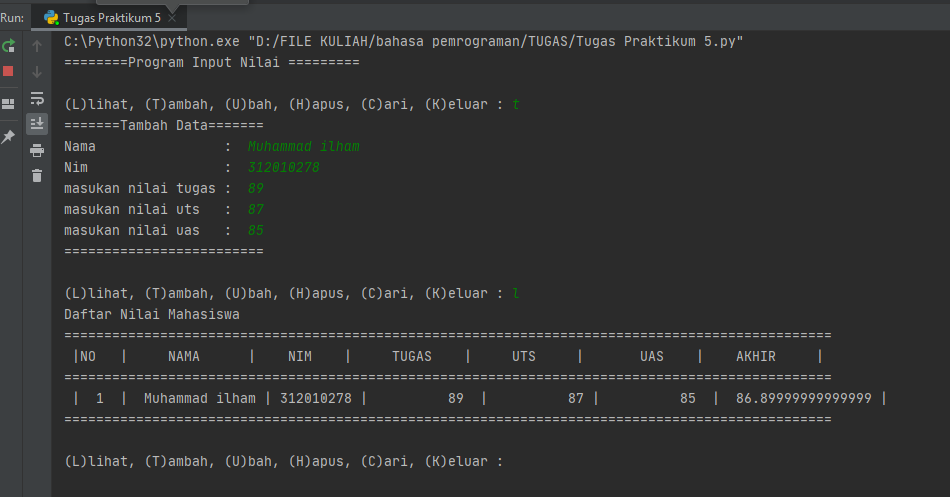 Run: Tugas Praktikum 5 ×
C:\Python32\python.exe "D:/FILE KULIAH/bahasa pemrograman/TUGAS/Tugas Praktikum 5.py"
========Program Input Nilai =========
(L)lihat, (T)ambah, (U)bah, (H)apus, (C)ari, (K)eluar : t
=======Tambah Data=======
Nama                :  Muhammad ilham
Nim                 :  312010278
masukan nilai tugas :  89
masukan nilai uts   :  87
masukan nilai uas   :  85
=========================
(L)lihat, (T)ambah, (U)bah, (H)apus, (C)ari, (K)eluar : l
Daftar Nilai Mahasiswa
================================================================================================
 |NO   |     NAMA      |    NIM    |     TUGAS    |     UTS     |       UAS    |    AKHIR     |
================================================================================================
 |  1  |  Muhammad ilham | 312010278 |          89  |          87 |          85  |  86.89999999999999 |
================================================================================================
(L)lihat, (T)ambah, (U)bah, (H)apus, (C)ari, (K)eluar :